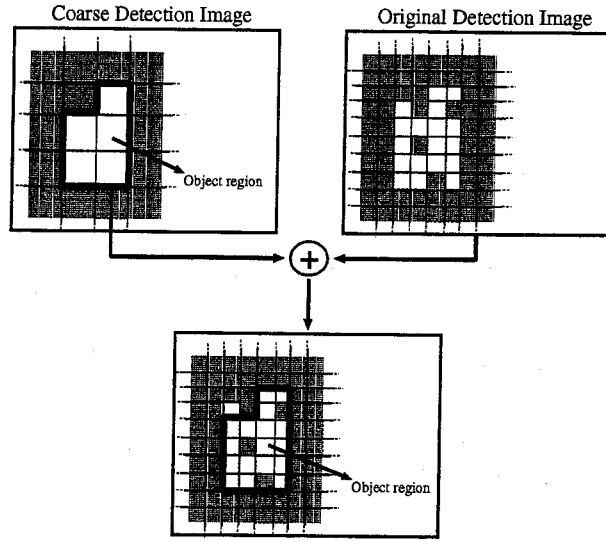 Coarse Detection Image
Original Detection Image
Object region
+
Object region